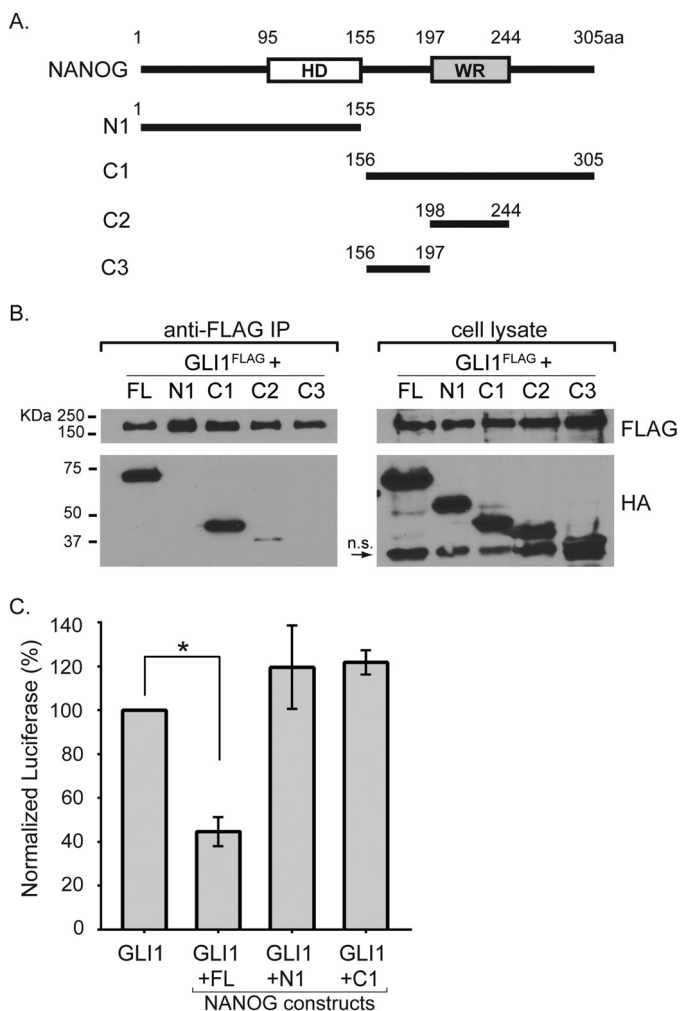 A.
1 95 155 197 244 305aa
NANOG HD WR
1 155
N1
156 305
C1
198 244
C2
156 197
C3
B.
anti-FLAG IP cell lysate
GLI1FLAG + GLI1FLAG +
FL N1 C1 C2 C3 FL N1 C1 C2 C3
KDa 250
150
FLAG
75
50
37
HA
n.s.
C.
Normalized Luciferase (%)
140
120
100
80
60
40
20
0
*
GLI1 GLI1 GLI1 GLI1
+FL +N1 +C1
NANOG constructs